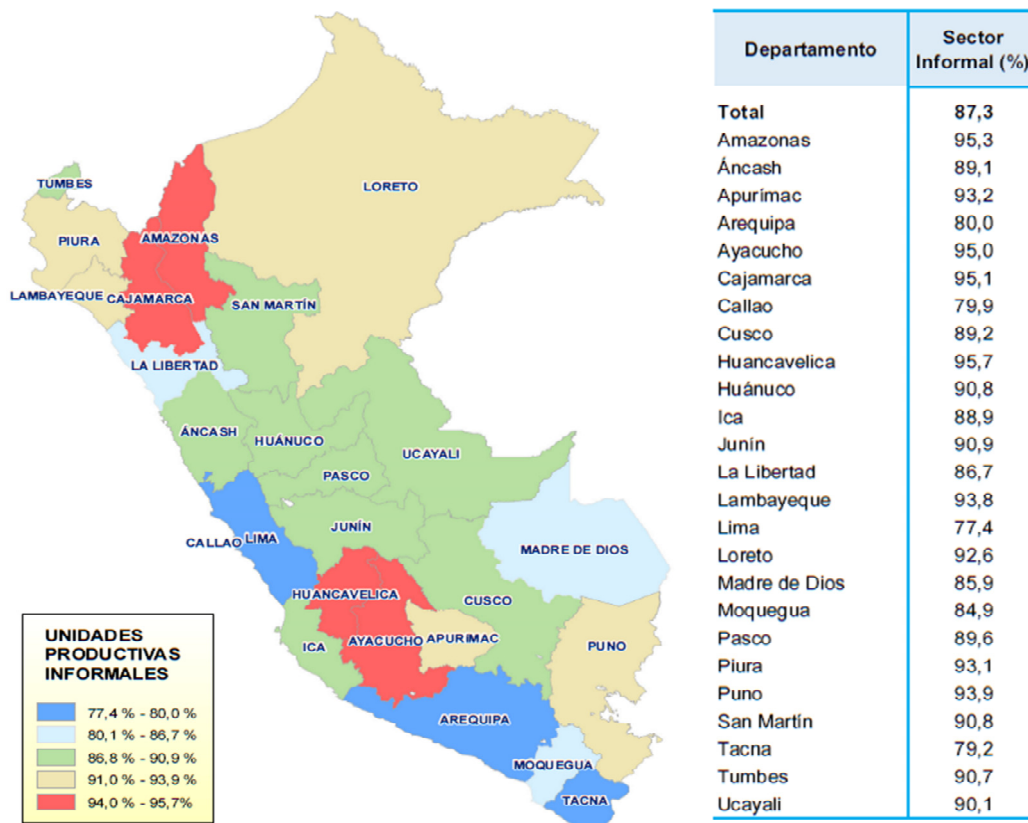 TUMBES
LORETO
PIURA
AMAZONAS
LAMBAYEQUE
CAJAMARCA
SAN MARTÍN
LA LIBERTAD
ÁNCASH
HUÁNUCO
UCAYALI
PASCO
JUNÍN
CALLAO
LIMA
MADRE DE DIOS
HUANCAVELICA
CUSCO
ICA
AYACUCHO
APURIMAC
PUNO
AREQUIPA
MOQUEGUA
TACNA
UNIDADES
PRODUCTIVAS
INFORMALES
77,4 % - 80,0 %
80,1 % - 86,7 %
86,8 % - 90,9 %
91,0 % - 93,9 %
94,0 % - 95,7%
Departamento Sector
Informal (%)
Total 87,3
Amazonas 95,3
Áncash 89,1
Apurímac 93,2
Arequipa 80,0
Ayacucho 95,0
Cajamarca 95,1
Callao 79,9
Cusco 89,2
Huancavelica 95,7
Huánuco 90,8
Ica 88,9
Junín 90,9
La Libertad 86,7
Lambayeque 93,8
Lima 77,4
Loreto 92,6
Madre de Dios 85,9
Moquegua 84,9
Pasco 89,6
Piura 93,1
Puno 93,9
San Martín 90,8
Tacna 79,2
Tumbes 90,7
Ucayali 90,1